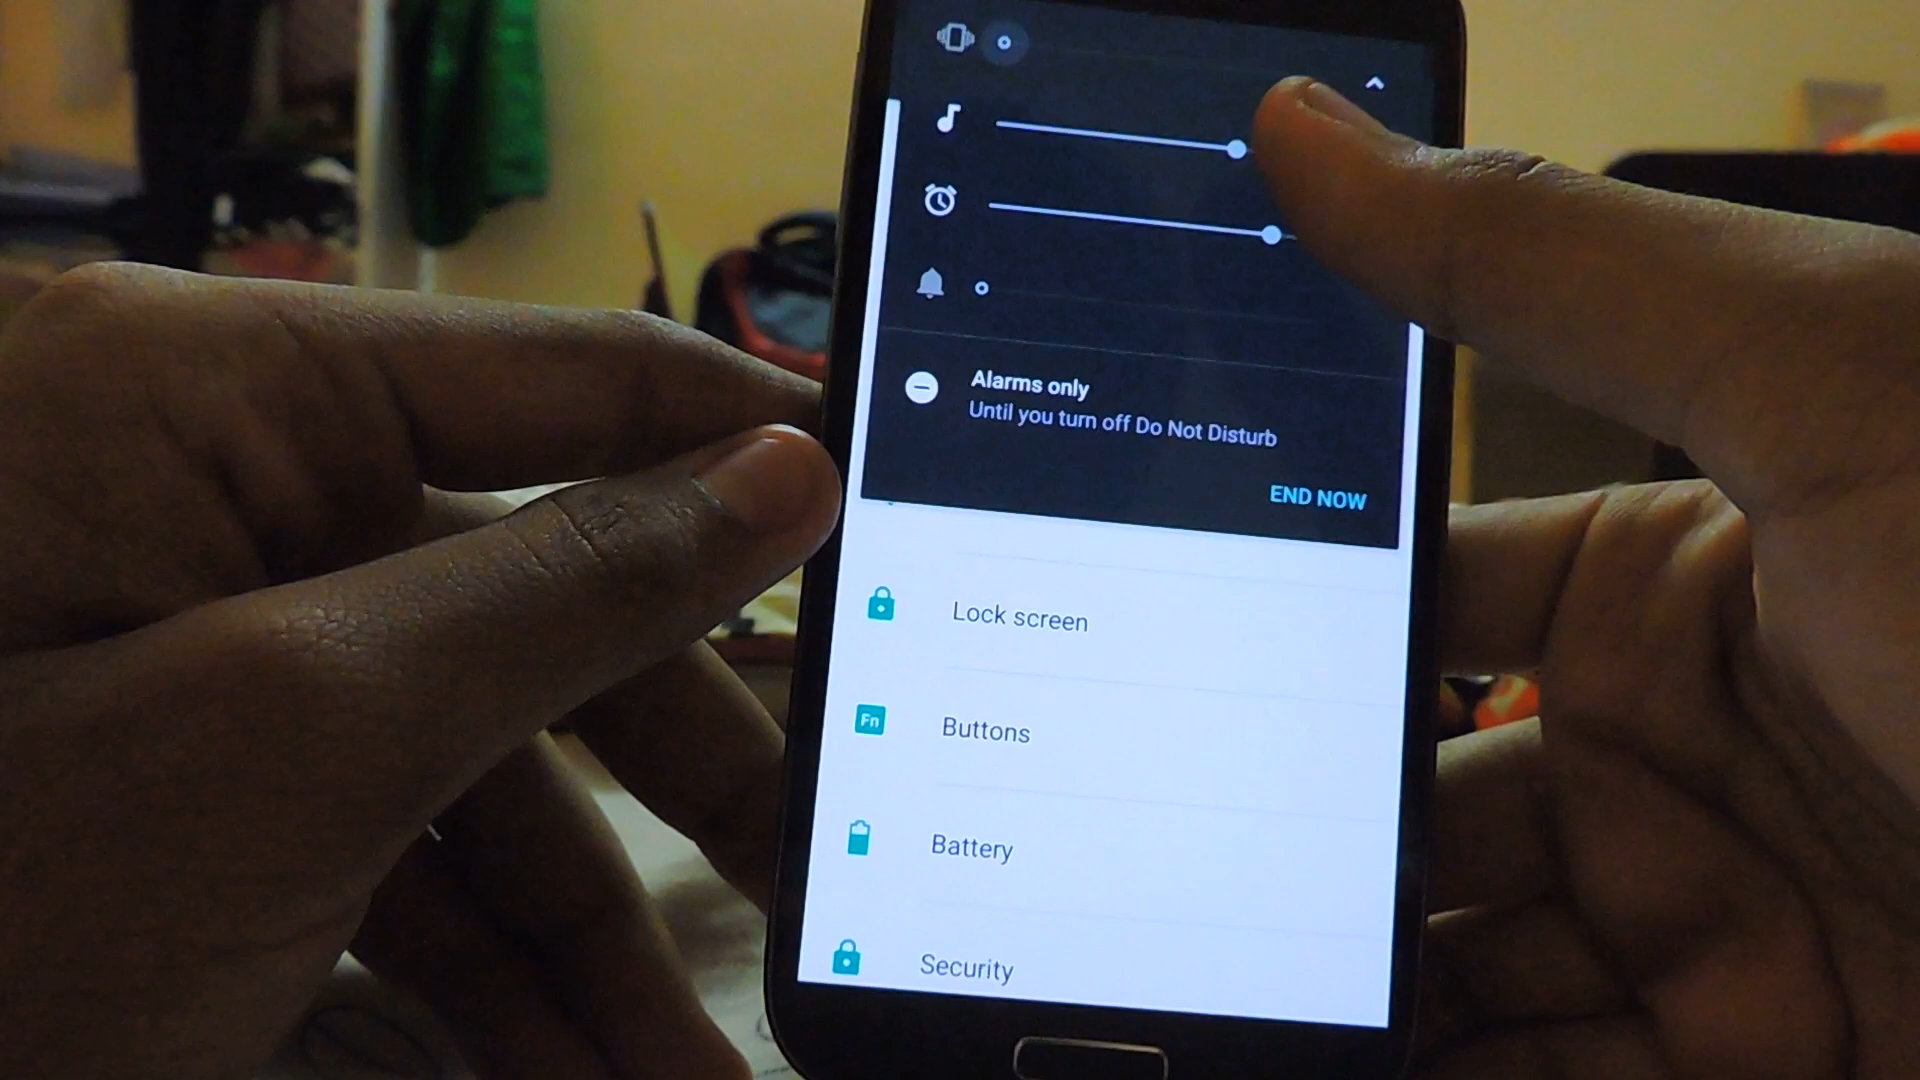 Alarms only
Until you turn off Do Not Disturb
END NOW
Lock screen
Fn
Buttons
Battery
Security